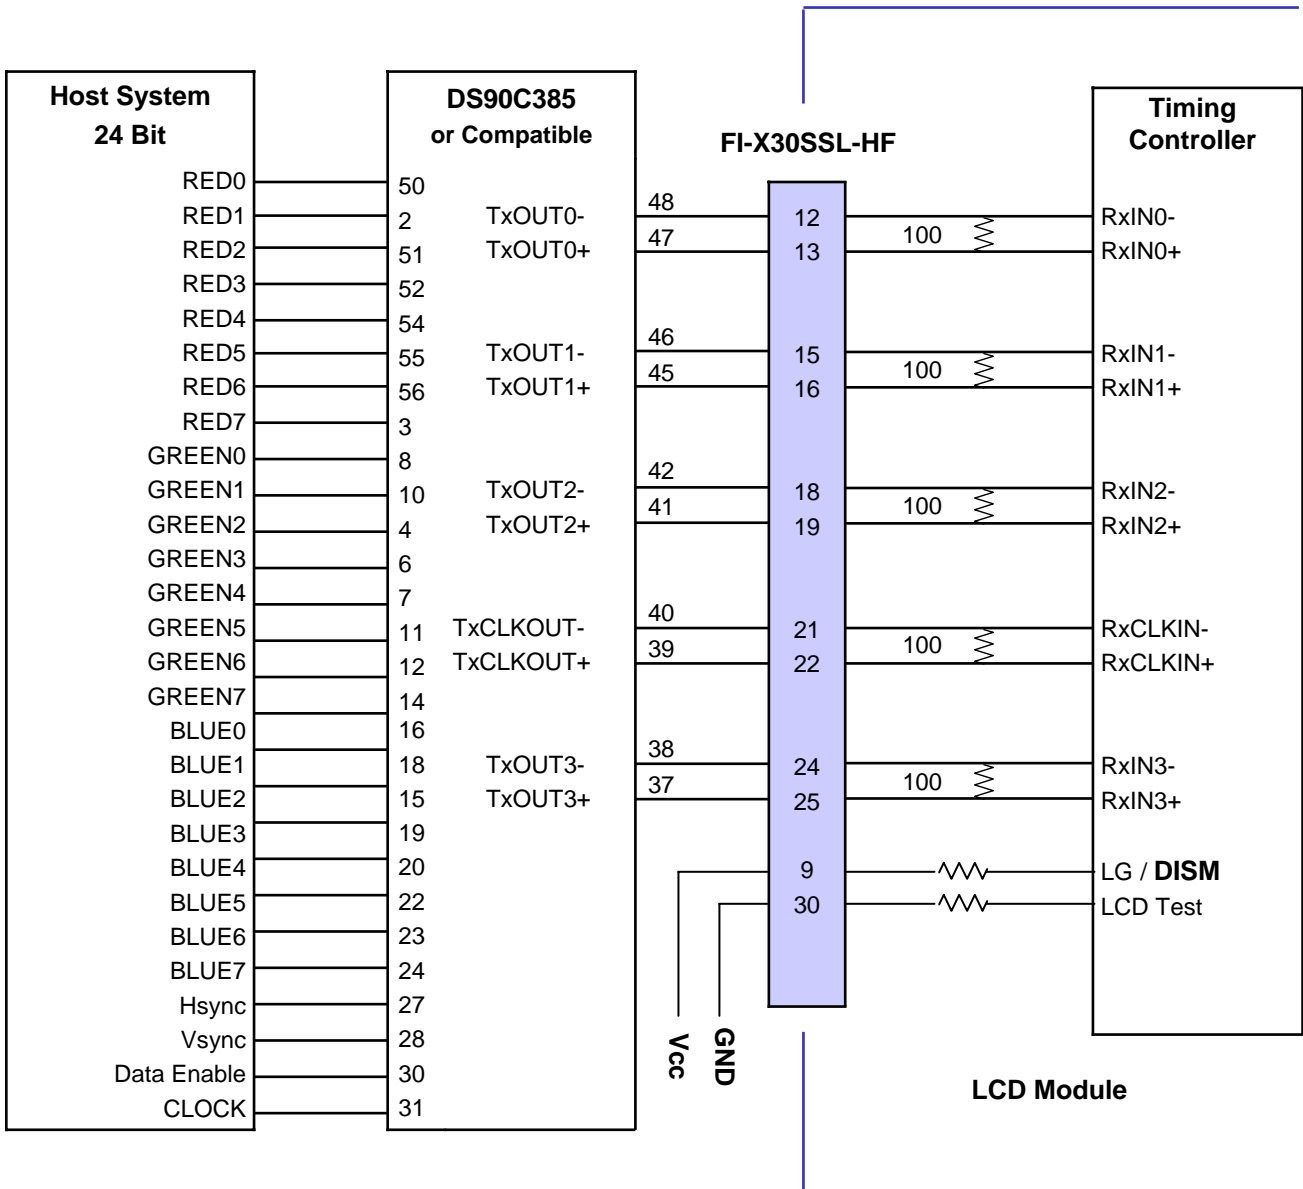 Host System
24 Bit
RED0
RED1
RED2
RED3
RED4
RED5
RED6
RED7
GREEN0
GREEN1
GREEN2
GREEN3
GREEN4
GREEN5
GREEN6
GREEN7
BLUE0
BLUE1
BLUE2
BLUE3
BLUE4
BLUE5
BLUE6
BLUE7
Hsync
Vsync
Data Enable
CLOCK
DS90C385
or Compatible
50
2
51
52
54
55
56
3
8
10
4
6
7
11
12
14
16
18
15
19
20
22
23
24
27
28
30
31
TxOUT0-
TxOUT0+
TxOUT1-
TxOUT1+
TxOUT2-
TxOUT2+
TxCLKOUT-
TxCLKOUT+
TxOUT3-
TxOUT3+
48
47
46
45
42
41
40
39
38
37
Vcc
GND
FI-X30SSL-HF
12
13
15
16
18
19
21
22
24
25
9
30
100
100
100
100
100
Timing
Controller
RxIN0-
RxIN0+
RxIN1-
RxIN1+
RxIN2-
RxIN2+
RxCLKIN-
RxCLKIN+
RxIN3-
RxIN3+
LG / DISM
LCD Test
LCD Module